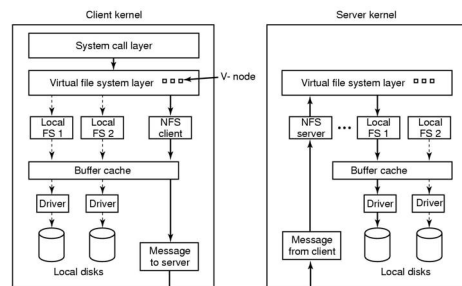 Client kernel
System call layer
Virtual file system layer
V- node
Local
FS 1
Local
FS 2
NFS
client
Buffer cache
Driver
Driver
Message
to server
Local disks
Server kernel
Virtual file system layer
NFS
server
Local
FS 1
Local
FS 2
Buffer cache
Driver
Driver
Message
from client
Local disks